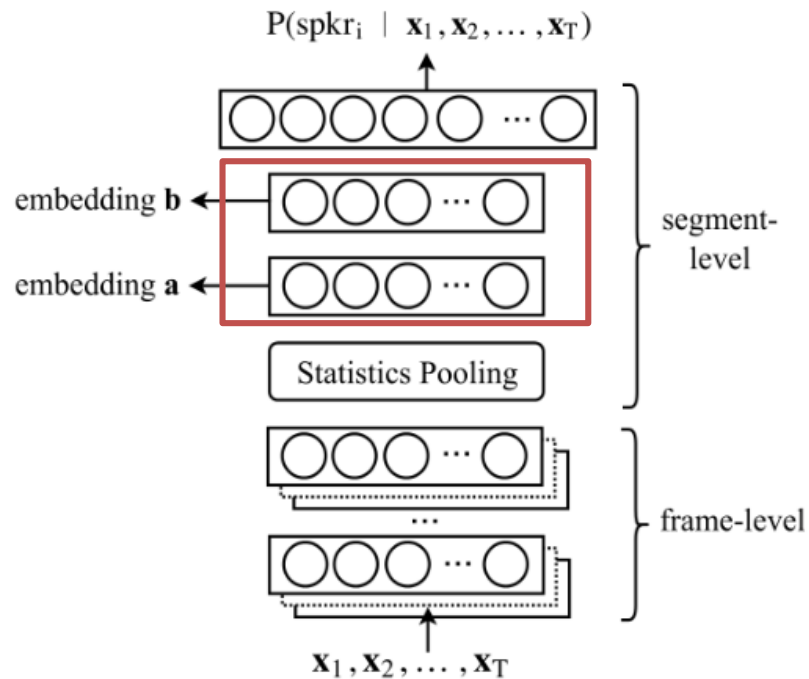 P(spkrᵢ | x₁, x₂, ..., x_T)
...
embedding b
...
segment-
level
embedding a
...
Statistics Pooling
...
...
frame-level
...
x₁, x₂, ..., x_T